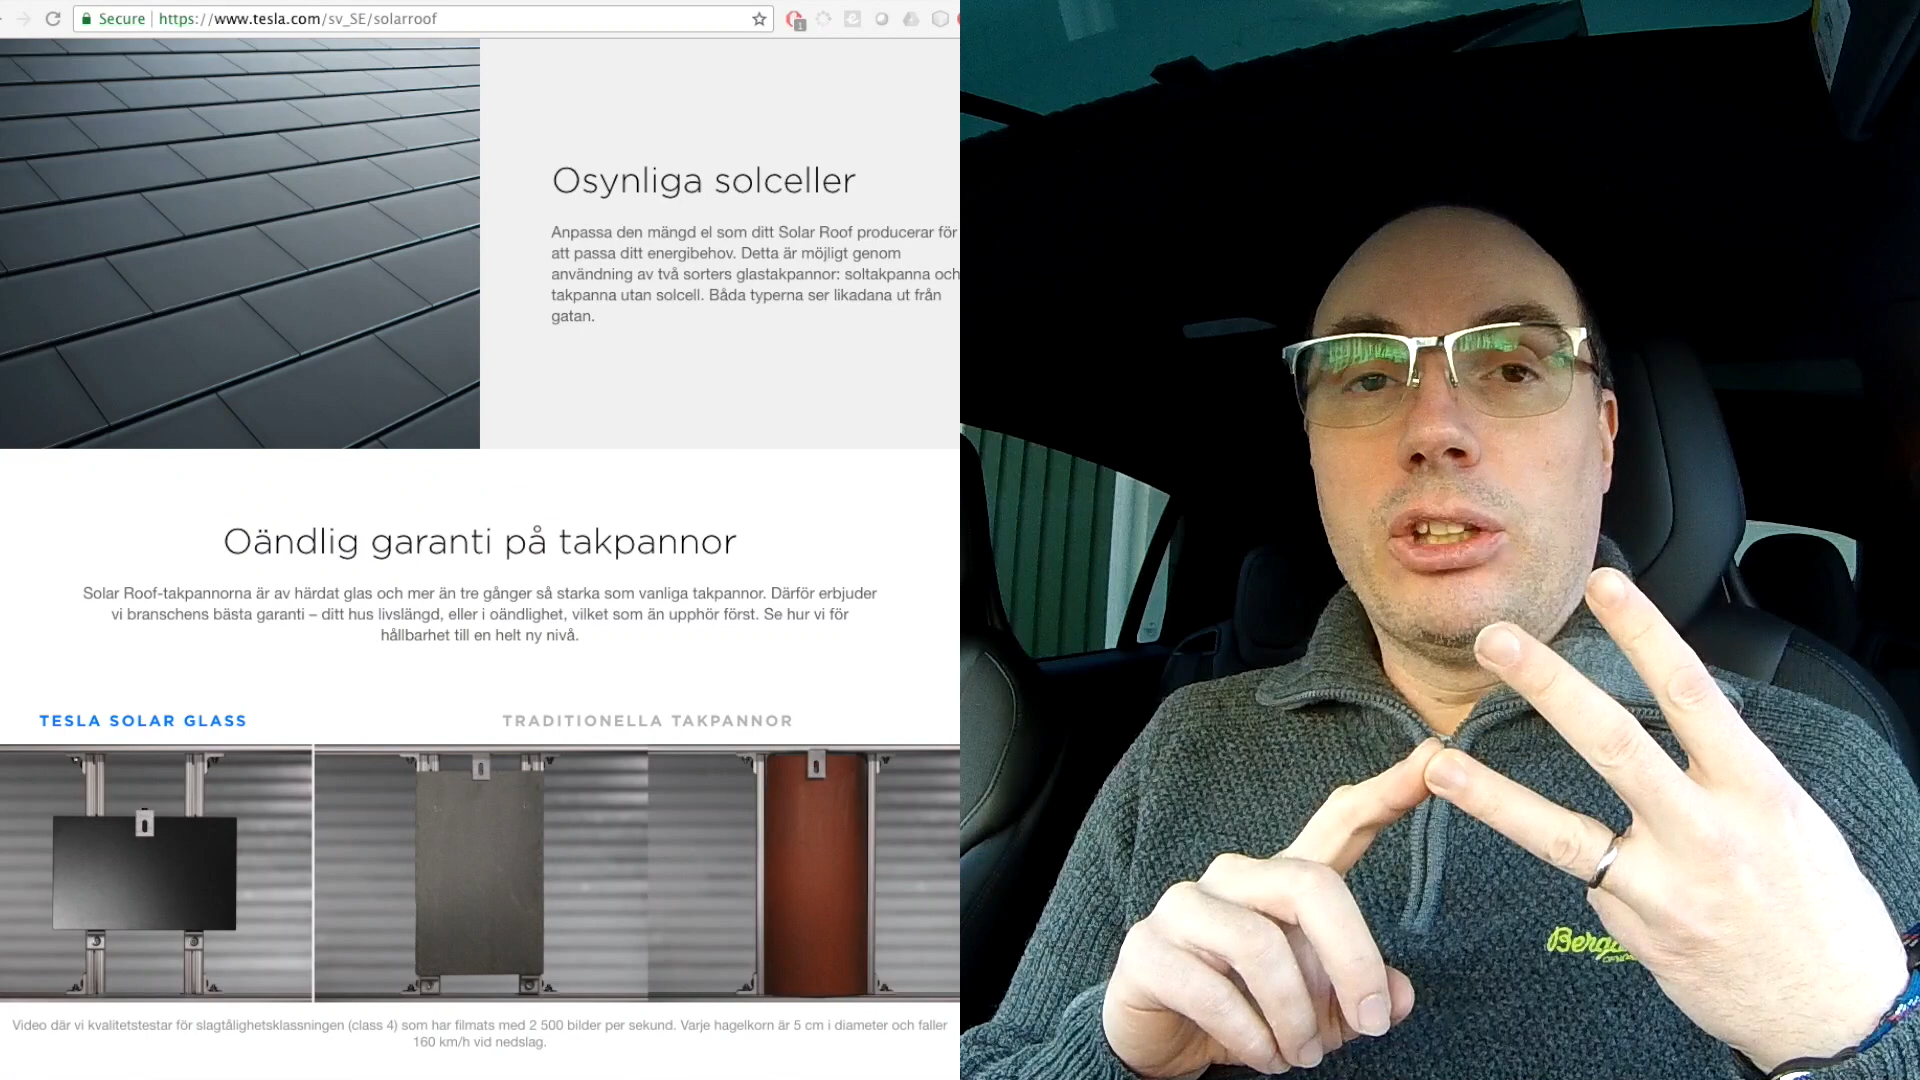 Secure https://www.tesla.com/sv_SE/solarroof
1
Osynliga solceller
Anpassa den mängd el som ditt Solar Roof producerar för
att passa ditt energibehov. Detta är möjligt genom
användning av två sorters glastakpannor: soltakpanna och
takpanna utan solcell. Båda typerna ser likadana ut från
gatan.
Oändlig garanti på takpannor
Solar Roof-takpannorna är av härdat glas och mer än tre gånger så starka som vanliga takpannor. Därför erbjuder
vi branschens bästa garanti – ditt hus livslängd, eller i oändlighet, vilket som än upphör först. Se hur vi för
hållbarhet till en helt ny nivå.
TESLA SOLAR GLASS
TRADITIONELLA TAKPANNOR
Video där vi kvalitetstestar för slagtålighetsklassningen (class 4) som har filmats med 2 500 bilder per sekund. Varje hagelkorn är 5 cm i diameter och faller
160 km/h vid nedslag.